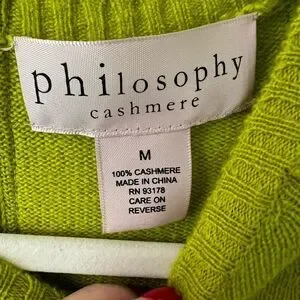 philosophy
cashmere
M
100% CASHMERE
MADE IN CHINA
RN 93178
CARE ON
REVERSE